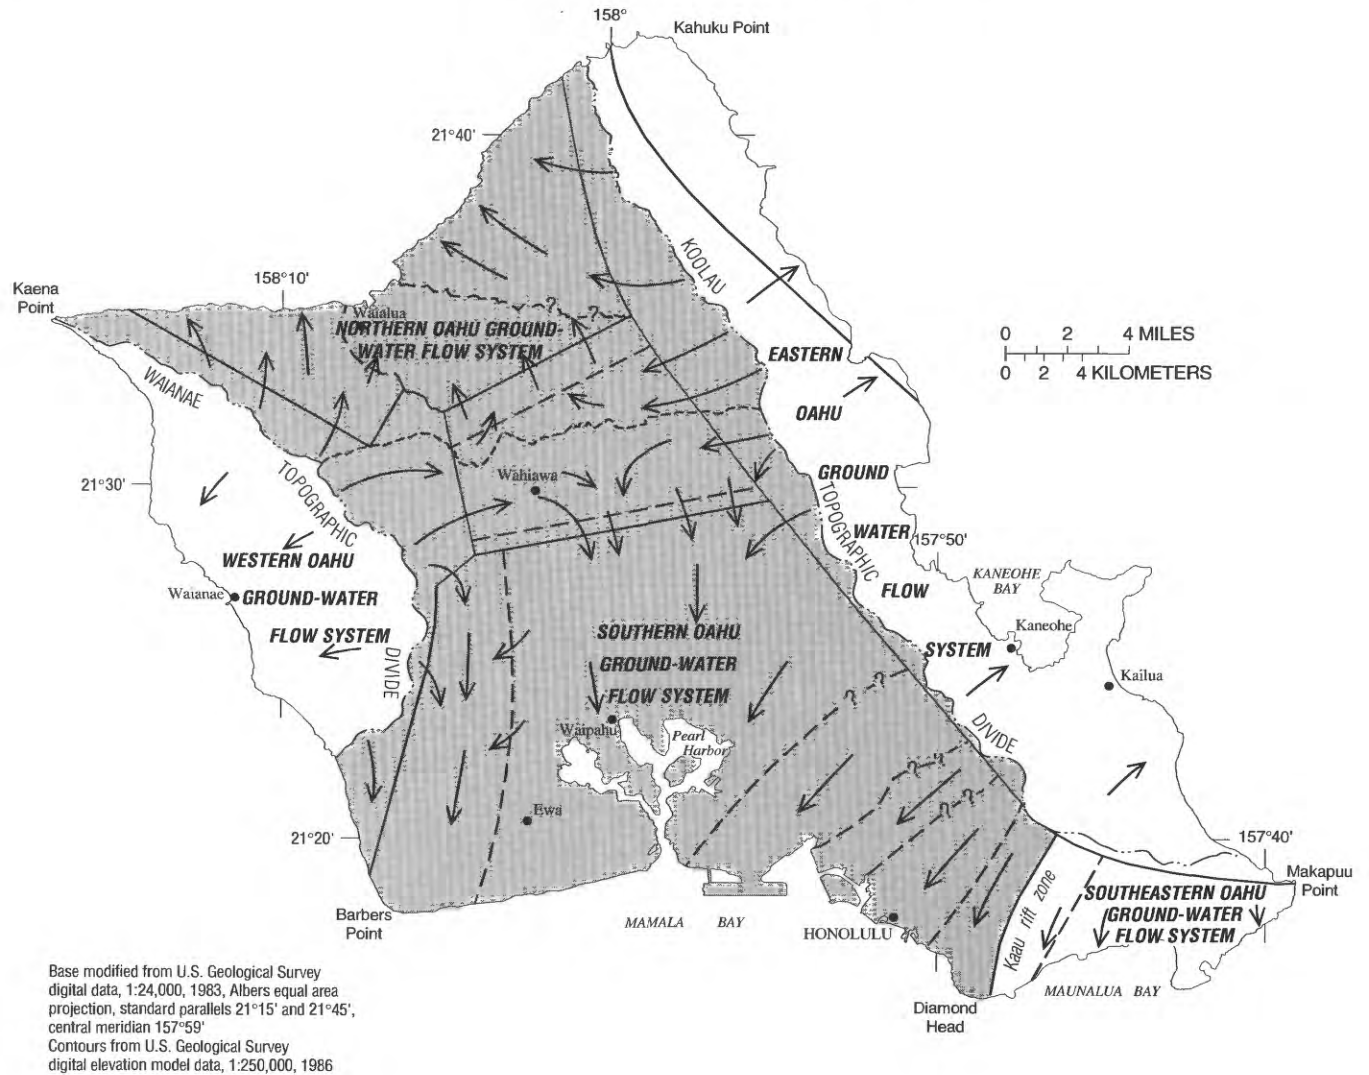 158°
Kahuku Point
21°40'
KOOLAU
158°10'
Kaena
Point
Waialua
NORTHERN OAHU GROUND-
WATER FLOW SYSTEM
?
?
0 2 4 MILES
0 2 4 KILOMETERS
EASTERN
OAHU
GROUND
WATER
FLOW
SYSTEM
WAIANAE
TOPOGRAPHIC
DIVIDE
21°30'
Wahiawa
TOPOGRAPHIC
DIVIDE
157°50'
KANEOHE
BAY
Kaneohe
Kailua
WESTERN OAHU
GROUND-WATER
FLOW SYSTEM
Waianae
SOUTHERN OAHU
GROUND-WATER
FLOW SYSTEM
?
?
Waipahu
Pearl
Harbor
?
?
?
?
Ewa
21°20'
157°40'
Makapuu
Point
Kaau rift zone
SOUTHEASTERN OAHU
GROUND-WATER
FLOW SYSTEM
Barbers
Point
MAMALA BAY
HONOLULU
MAUNALUA BAY
Diamond
Head
Base modified from U.S. Geological Survey
digital data, 1:24,000, 1983, Albers equal area
projection, standard parallels 21°15' and 21°45',
central meridian 157°59'
Contours from U.S. Geological Survey
digital elevation model data, 1:250,000, 1986